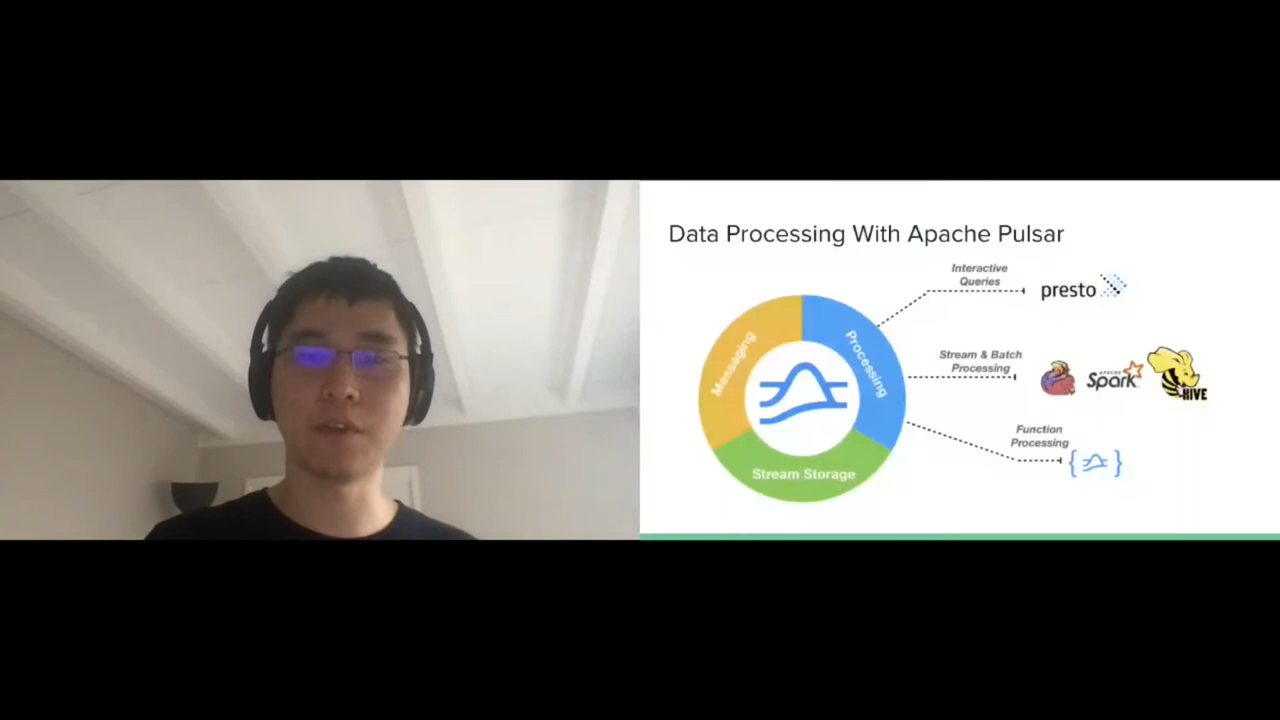 Data Processing With Apache Pulsar
Interactive
Queries
presto
Messaging
Processing
Stream & Batch
Processing
APACHE
Spark
HIVE
Function
Processing
Stream Storage